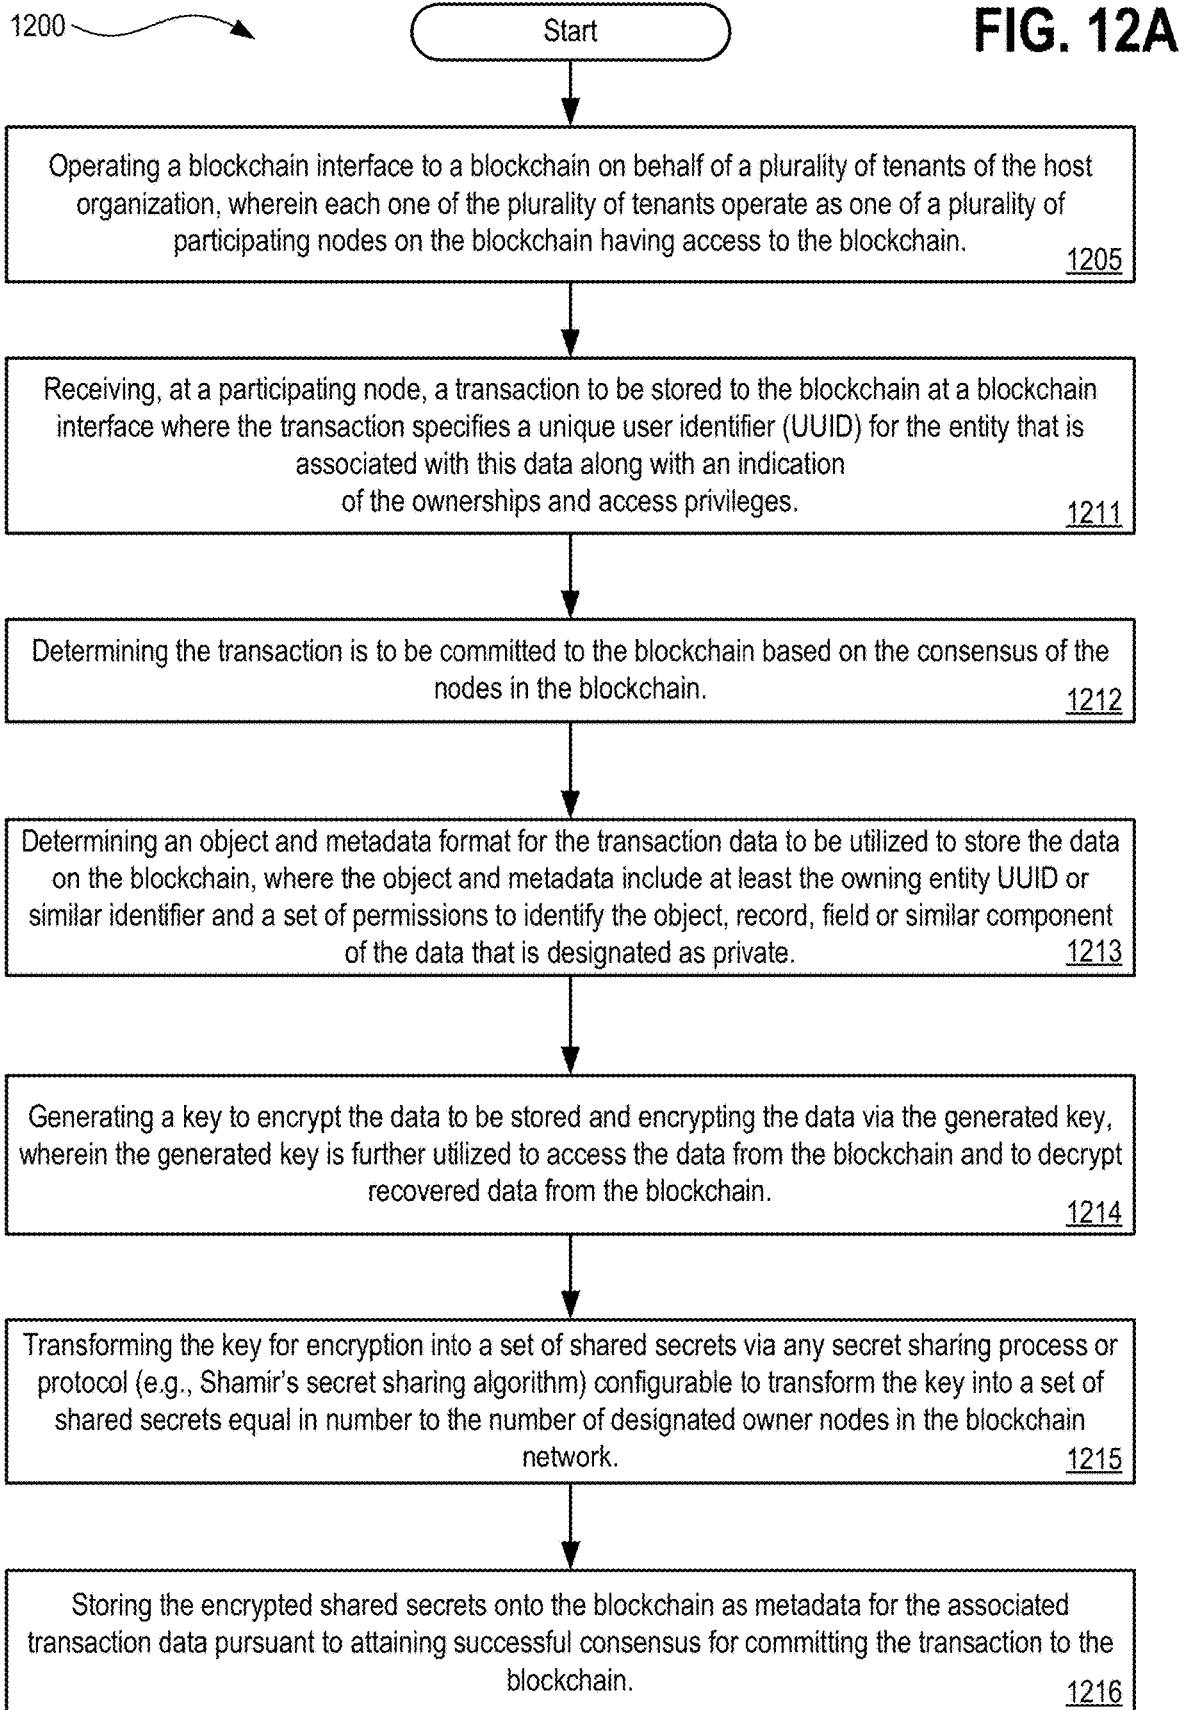 1200
Start
FIG. 12A
Operating a blockchain interface to a blockchain on behalf of a plurality of tenants of the host
organization, wherein each one of the plurality of tenants operate as one of a plurality of
participating nodes on the blockchain having access to the blockchain.
1205
Receiving, at a participating node, a transaction to be stored to the blockchain at a blockchain
interface where the transaction specifies a unique user identifier (UUID) for the entity that is
associated with this data along with an indication
of the ownerships and access privileges.
1211
Determining the transaction is to be committed to the blockchain based on the consensus of the
nodes in the blockchain.
1212
Determining an object and metadata format for the transaction data to be utilized to store the data
on the blockchain, where the object and metadata include at least the owning entity UUID or
similar identifier and a set of permissions to identify the object, record, field or similar component
of the data that is designated as private.
1213
Generating a key to encrypt the data to be stored and encrypting the data via the generated key,
wherein the generated key is further utilized to access the data from the blockchain and to decrypt
recovered data from the blockchain.
1214
Transforming the key for encryption into a set of shared secrets via any secret sharing process or
protocol (e.g., Shamir's secret sharing algorithm) configurable to transform the key into a set of
shared secrets equal in number to the number of designated owner nodes in the blockchain
network.
1215
Storing the encrypted shared secrets onto the blockchain as metadata for the associated
transaction data pursuant to attaining successful consensus for committing the transaction to the
blockchain.
1216